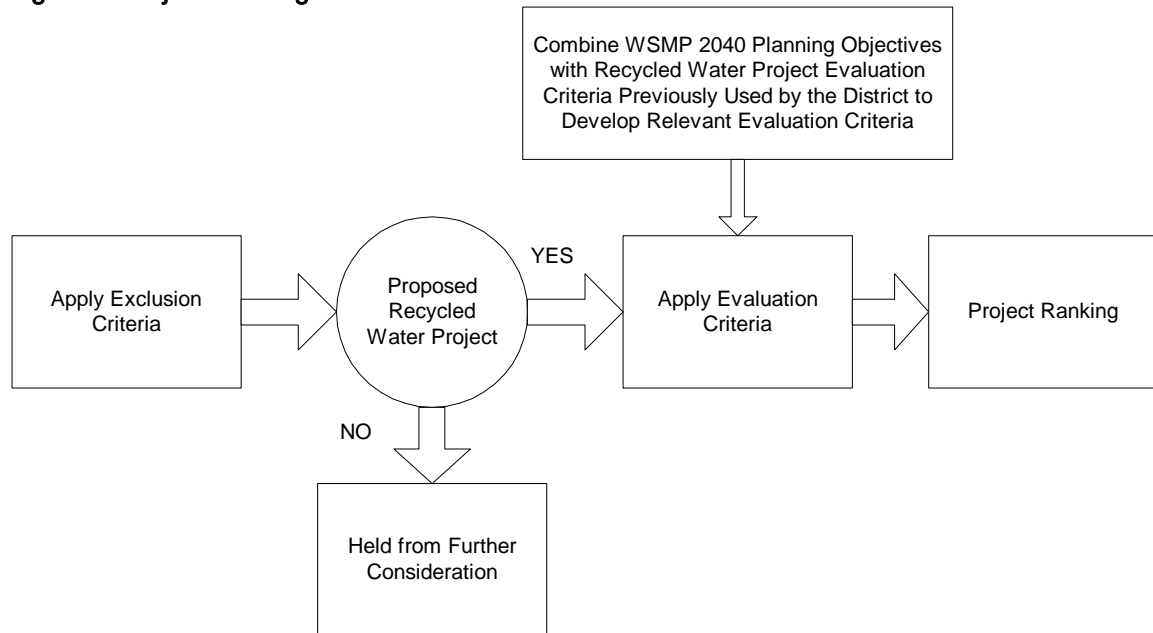 Combine WSMP 2040 Planning Objectives
with Recycled Water Project Evaluation
Criteria Previously Used by the District to
Develop Relevant Evaluation Criteria
Apply Exclusion
Criteria
Proposed
Recycled
Water Project
YES
Apply Evaluation
Criteria
Project Ranking
NO
Held from Further
Consideration